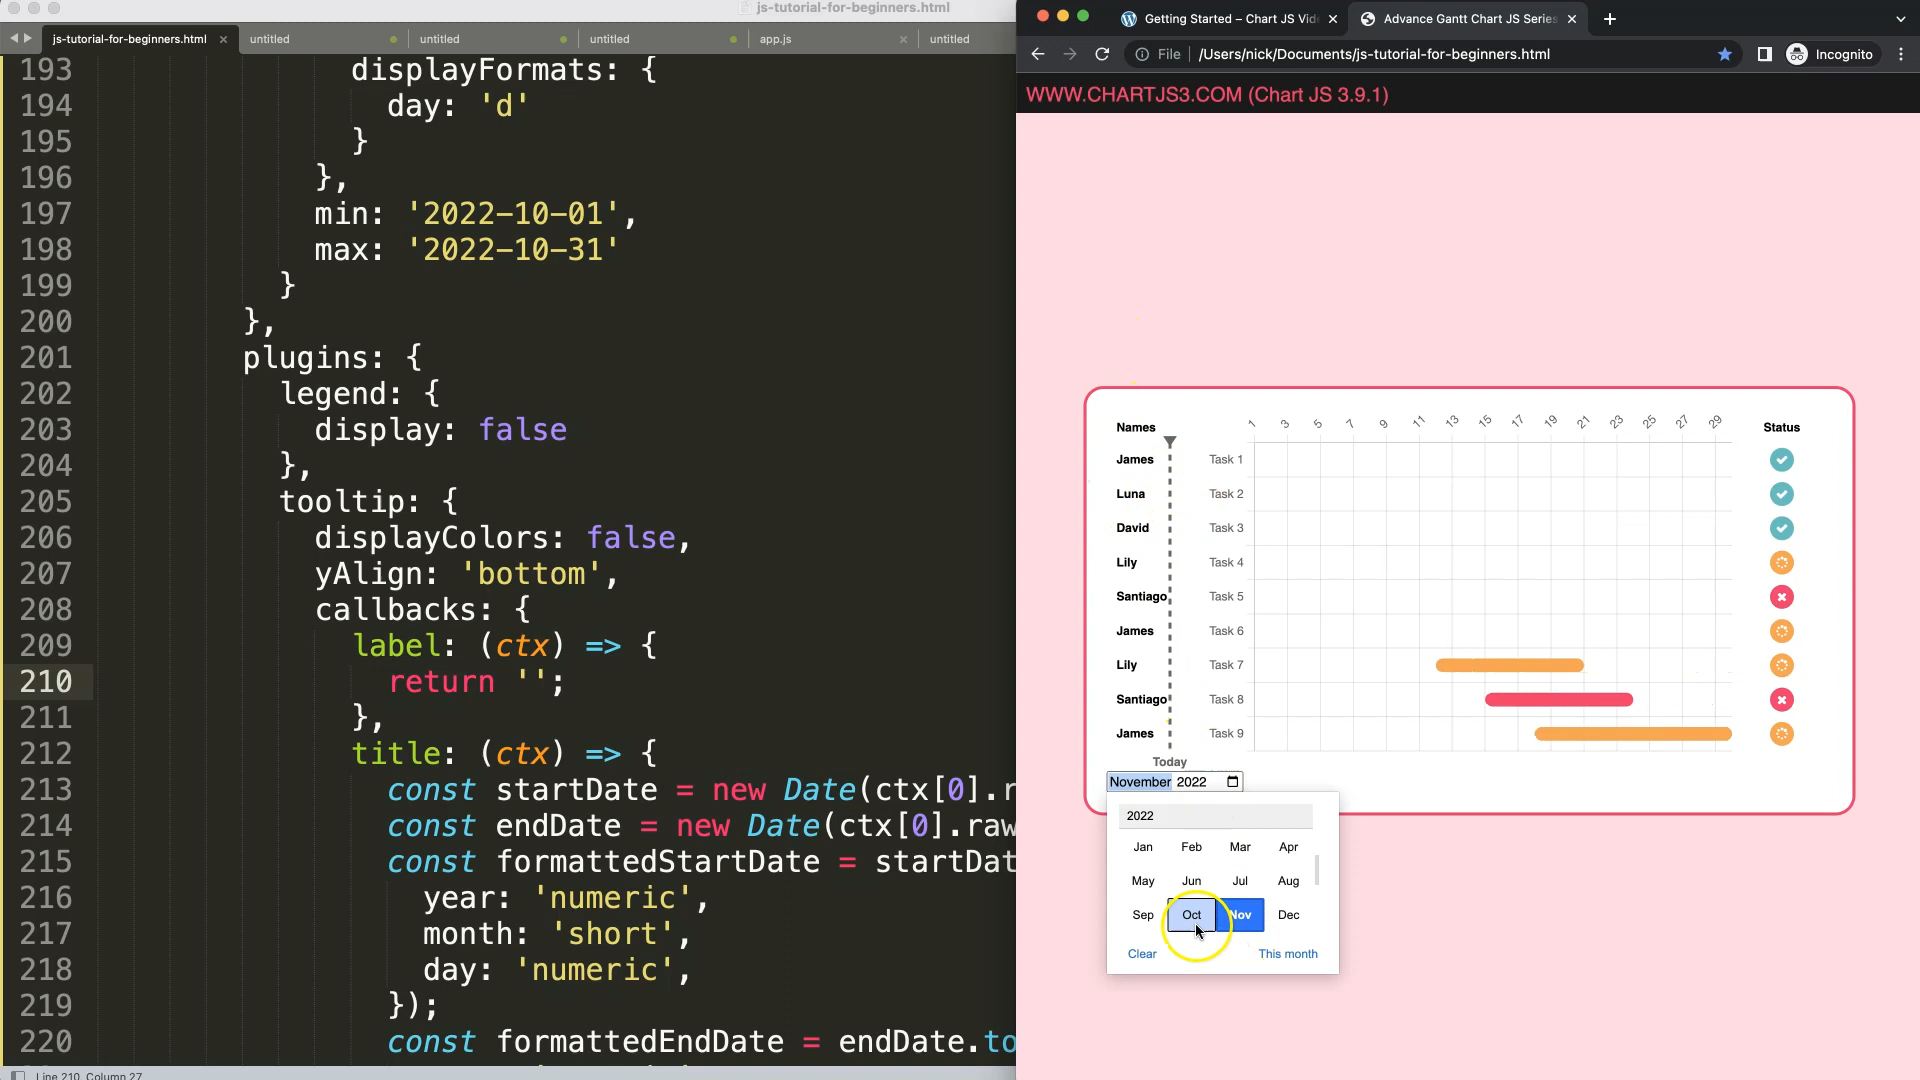 js-tutorial-for-beginners.html
js-tutorial-for-beginners.html
untitled
untitled
untitled
app.js
untitled
193 displayFormats: {
194 day: 'd'
195 }
196 },
197 min: '2022-10-01',
198 max: '2022-10-31'
199 }
200 },
201 plugins: {
202 legend: {
203 display: false
204 },
205 tooltip: {
206 displayColors: false,
207 yAlign: 'bottom',
208 callbacks: {
209 label: (ctx) => {
210 return '';
211 },
212 title: (ctx) => {
213 const startDate = new Date(ctx[0].r
214 const endDate = new Date(ctx[0].raw
215 const formattedStartDate = startDat
216 year: 'numeric',
217 month: 'short',
218 day: 'numeric',
219 });
220 const formattedEndDate = endDate.to
Line 210, Column 27
Getting Started – Chart JS Vid
Advance Gantt Chart JS Series
File
/Users/nick/Documents/js-tutorial-for-beginners.html
Incognito
WWW.CHARTJS3.COM (Chart JS 3.9.1)
Names 1 3 5 7 9 11 13 15 17 19 21 23 25 27 29 Status
James Task 1
Luna Task 2
David Task 3
Lily Task 4
Santiago Task 5
James Task 6
Lily Task 7
Santiago Task 8
James Task 9
Today
November 2022
2022
Jan Feb Mar Apr
May Jun Jul Aug
Sep Oct Nov Dec
Clear This month